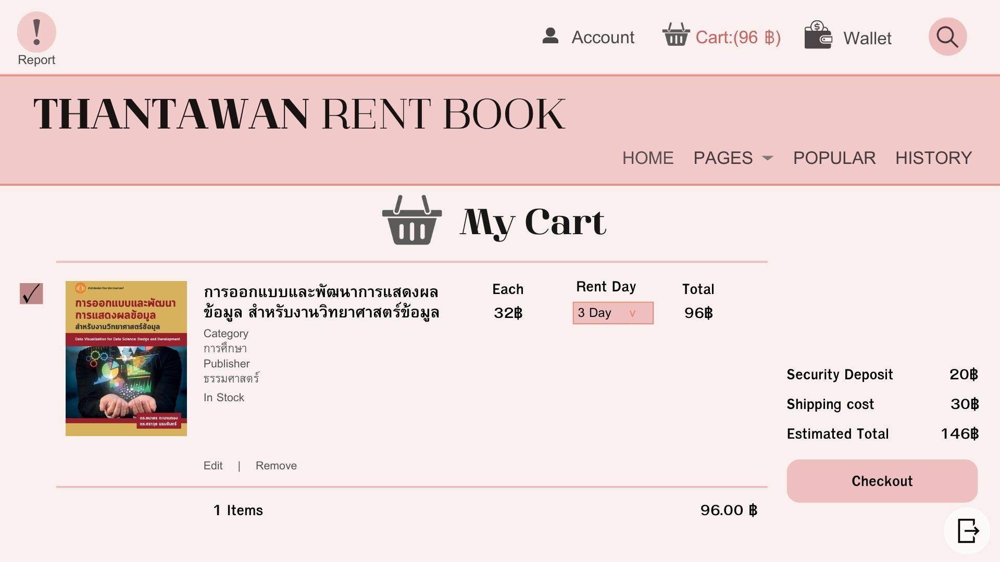 Report
Account
Cart:(96 ฿)
Wallet
THANTAWAN RENT BOOK
HOME
PAGES
POPULAR
HISTORY
My Cart
สำนักพิมพ์มหาวิทยาลัยธรรมศาสตร์
การออกแบบและพัฒนา
การแสดงผลข้อมูล
สำหรับงานวิทยาศาสตร์ข้อมูล
Data Visualization for Data Science: Design and Development
ดร.ธนาธร ทะนานทอง
ดร.ศราวุธ แรมจันทร์
การออกแบบและพัฒนาการแสดงผล
ข้อมูล สำหรับงานวิทยาศาสตร์ข้อมูล
Category
การศึกษา
Publisher
ธรรมศาสตร์
In Stock
Edit | Remove
Each
32฿
Rent Day
3 Day v
Total
96฿
1 Items
96.00 ฿
Security Deposit 20฿
Shipping cost 30฿
Estimated Total 146฿
Checkout